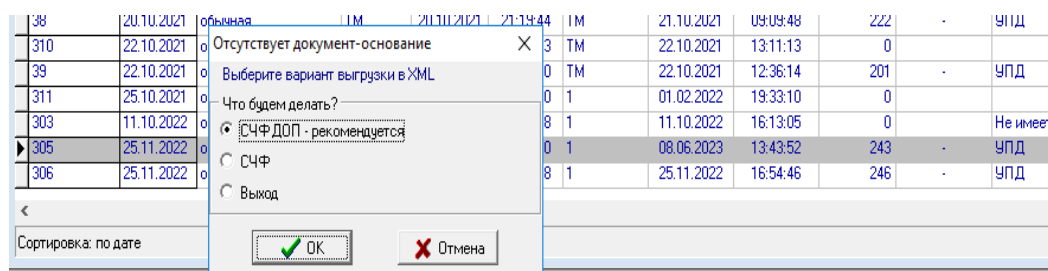 38 20.10.2021 обычная ТМ 20.10.2021 21:19:44 ТМ 21.10.2021 09:09:48 222 - УПД
310 22.10.2021 о 3 ТМ 22.10.2021 13:11:13 0
39 22.10.2021 о 0 ТМ 22.10.2021 12:36:14 201 - УПД
311 25.10.2021 о 0 1 01.02.2022 19:33:10 0
303 11.10.2022 о 8 1 11.10.2022 16:13:05 0 Не имеет
305 25.11.2022 о 0 1 08.06.2023 13:43:52 243 - УПД
306 25.11.2022 о 8 1 25.11.2022 16:54:46 246 - УПД
Сортировка: по дате
Отсутствует документ-основание
Выберите вариант выгрузки в XML
Что будем делать?
СЧФДОП - рекомендуется
СЧФ
Выход
OK Отмена